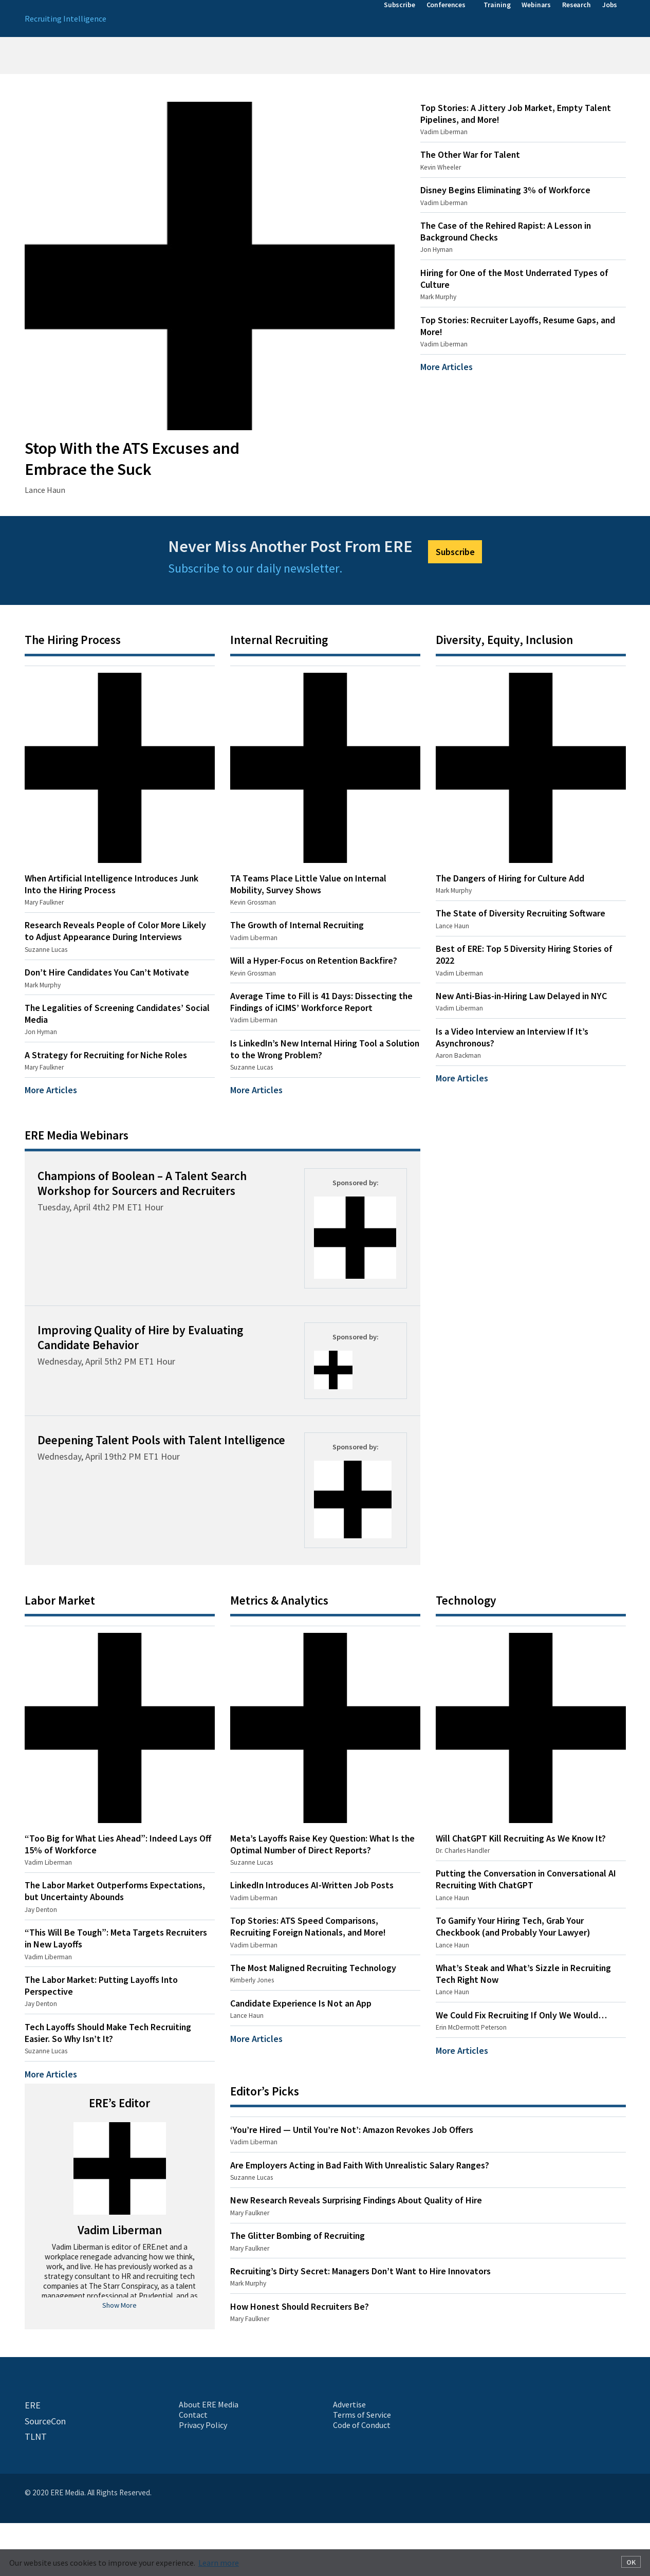 Recruiting Intelligence
Subscribe Conferences Training Webinars Research Jobs
Stop With the ATS Excuses and
Embrace the Suck
Lance Haun
Top Stories: A Jittery Job Market, Empty Talent
Pipelines, and More!
Vadim Liberman
The Other War for Talent
Kevin Wheeler
Disney Begins Eliminating 3% of Workforce
Vadim Liberman
The Case of the Rehired Rapist: A Lesson in
Background Checks
Jon Hyman
Hiring for One of the Most Underrated Types of
Culture
Mark Murphy
Top Stories: Recruiter Layoffs, Resume Gaps, and
More!
Vadim Liberman
More Articles
Never Miss Another Post From ERE
Subscribe to our daily newsletter.
Subscribe
The Hiring Process
When Artificial Intelligence Introduces Junk
Into the Hiring Process
Mary Faulkner
Research Reveals People of Color More Likely
to Adjust Appearance During Interviews
Suzanne Lucas
Don’t Hire Candidates You Can’t Motivate
Mark Murphy
The Legalities of Screening Candidates’ Social
Media
Jon Hyman
A Strategy for Recruiting for Niche Roles
Mary Faulkner
More Articles
Internal Recruiting
TA Teams Place Little Value on Internal
Mobility, Survey Shows
Kevin Grossman
The Growth of Internal Recruiting
Vadim Liberman
Will a Hyper-Focus on Retention Backfire?
Kevin Grossman
Average Time to Fill is 41 Days: Dissecting the
Findings of iCIMS’ Workforce Report
Vadim Liberman
Is LinkedIn’s New Internal Hiring Tool a Solution
to the Wrong Problem?
Suzanne Lucas
More Articles
Diversity, Equity, Inclusion
The Dangers of Hiring for Culture Add
Mark Murphy
The State of Diversity Recruiting Software
Lance Haun
Best of ERE: Top 5 Diversity Hiring Stories of
2022
Vadim Liberman
New Anti-Bias-in-Hiring Law Delayed in NYC
Vadim Liberman
Is a Video Interview an Interview If It’s
Asynchronous?
Aaron Backman
More Articles
ERE Media Webinars
Champions of Boolean – A Talent Search
Workshop for Sourcers and Recruiters
Tuesday, April 4th2 PM ET1 Hour
Sponsored by:
Improving Quality of Hire by Evaluating
Candidate Behavior
Wednesday, April 5th2 PM ET1 Hour
Sponsored by:
Deepening Talent Pools with Talent Intelligence
Wednesday, April 19th2 PM ET1 Hour
Sponsored by:
Labor Market
“Too Big for What Lies Ahead”: Indeed Lays Off
15% of Workforce
Vadim Liberman
The Labor Market Outperforms Expectations,
but Uncertainty Abounds
Jay Denton
“This Will Be Tough”: Meta Targets Recruiters
in New Layoffs
Vadim Liberman
The Labor Market: Putting Layoffs Into
Perspective
Jay Denton
Tech Layoffs Should Make Tech Recruiting
Easier. So Why Isn’t It?
Suzanne Lucas
More Articles
Metrics & Analytics
Meta’s Layoffs Raise Key Question: What Is the
Optimal Number of Direct Reports?
Suzanne Lucas
LinkedIn Introduces AI-Written Job Posts
Vadim Liberman
Top Stories: ATS Speed Comparisons,
Recruiting Foreign Nationals, and More!
Vadim Liberman
The Most Maligned Recruiting Technology
Kimberly Jones
Candidate Experience Is Not an App
Lance Haun
More Articles
Technology
Will ChatGPT Kill Recruiting As We Know It?
Dr. Charles Handler
Putting the Conversation in Conversational AI
Recruiting With ChatGPT
Lance Haun
To Gamify Your Hiring Tech, Grab Your
Checkbook (and Probably Your Lawyer)
Lance Haun
What’s Steak and What’s Sizzle in Recruiting
Tech Right Now
Lance Haun
We Could Fix Recruiting If Only We Would…
Erin McDermott Peterson
More Articles
ERE’s Editor
Vadim Liberman
Vadim Liberman is editor of ERE.net and a
workplace renegade advancing how we think,
work, and live. He has previously worked as a
strategy consultant to HR and recruiting tech
companies at The Starr Conspiracy, as a talent
management professional at Prudential, and as
Show More
Editor’s Picks
‘You’re Hired — Until You’re Not’: Amazon Revokes Job Offers
Vadim Liberman
Are Employers Acting in Bad Faith With Unrealistic Salary Ranges?
Suzanne Lucas
New Research Reveals Surprising Findings About Quality of Hire
Mary Faulkner
The Glitter Bombing of Recruiting
Mary Faulkner
Recruiting’s Dirty Secret: Managers Don’t Want to Hire Innovators
Mark Murphy
How Honest Should Recruiters Be?
Mary Faulkner
ERE
SourceCon
TLNT
About ERE Media
Contact
Privacy Policy
Advertise
Terms of Service
Code of Conduct
© 2020 ERE Media. All Rights Reserved.
Our website uses cookies to improve your experience. Learn more
OK